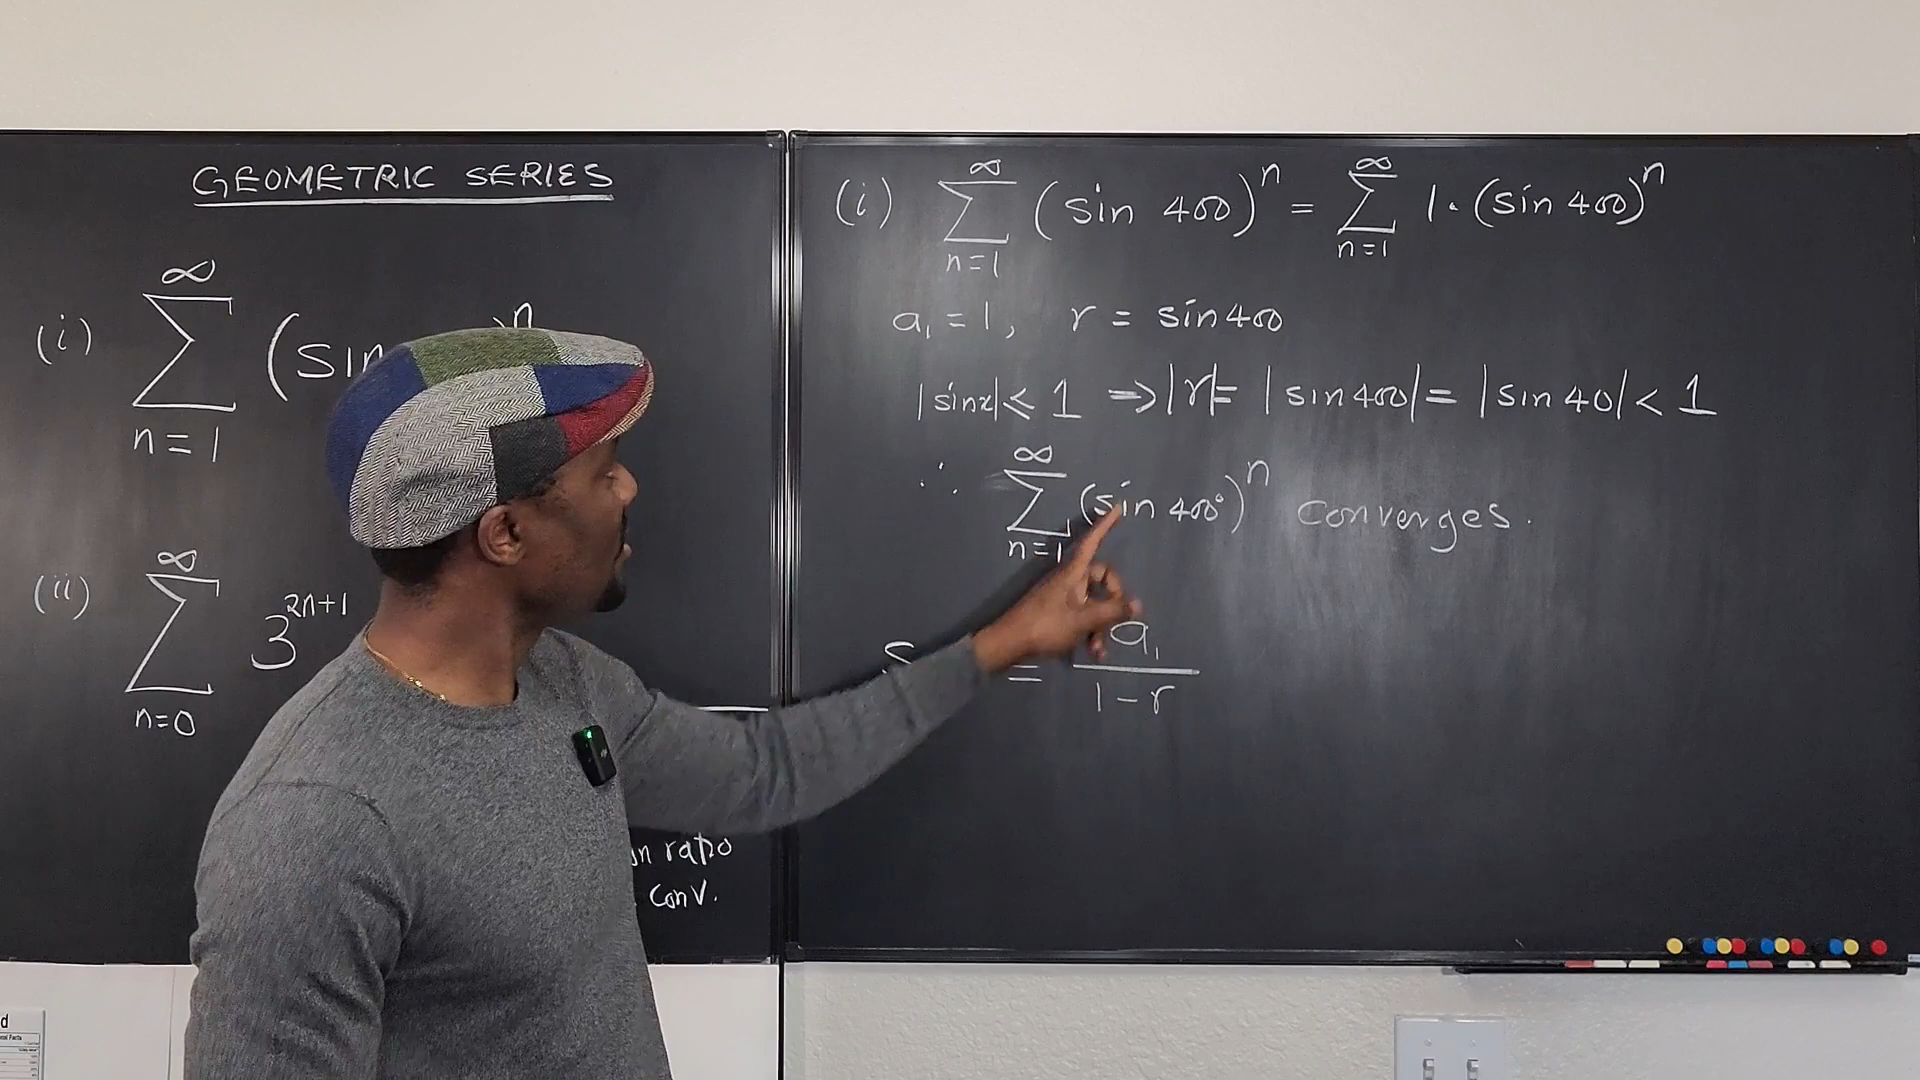 GEOMETRIC SERIES
(i) ∞ ∑ n=1 (sin n
(ii) ∞ ∑ n=0 3^{2n+1}
ratio
conv.
(i) ∞ ∑ n=1 (sin 400)^n = ∞ ∑ n=1 1·(sin 400)^n
a₁ = 1, r = sin 400
|sin x| < 1 ⇒ |r| = |sin 400| = |sin 40| < 1
∴ ∞ ∑ n=1 (sin 400°)^n converges.
S = a₁ / 1-r
d